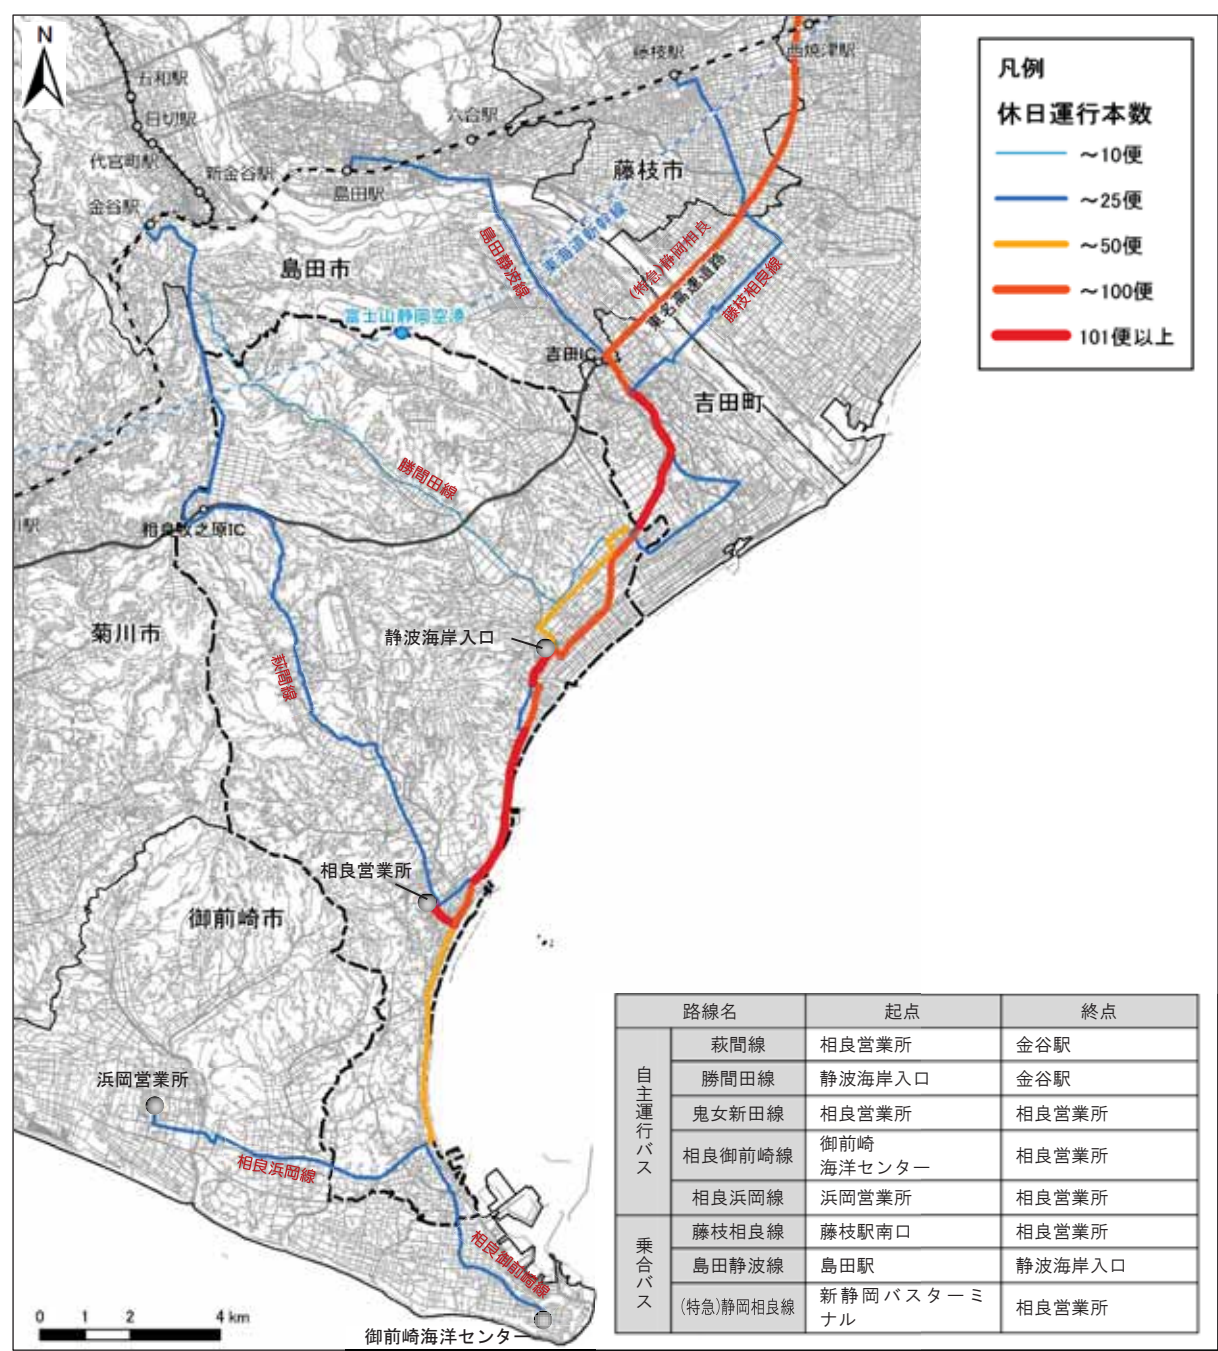 N
五和駅
日切駅
代官町駅
新金谷駅
金谷駅
島田駅
六合駅
藤枝駅
西焼津駅
藤枝市
島田市
島田静波線
東海道新幹線
(特急)静岡相良
東名高速道路
藤枝相良線
富士山静岡空港
吉田IC
吉田町
勝間田線
川駅
相良牧之原IC
菊川市
静波海岸入口
萩間線
相良営業所
御前崎市
浜岡営業所
相良浜岡線
相良御前崎線
御前崎海洋センター
0 1 2 4 km
凡例
休日運行本数
～10便
～25便
～50便
～100便
101便以上
路線名 起点 終点
自主運行バス
萩間線 相良営業所 金谷駅
勝間田線 静波海岸入口 金谷駅
鬼女新田線 相良営業所 相良営業所
相良御前崎線 御前崎
海洋センター 相良営業所
相良浜岡線 浜岡営業所 相良営業所
乗合バス
藤枝相良線 藤枝駅南口 相良営業所
島田静波線 島田駅 静波海岸入口
(特急)静岡相良線 新静岡バスターミ
ナル 相良営業所